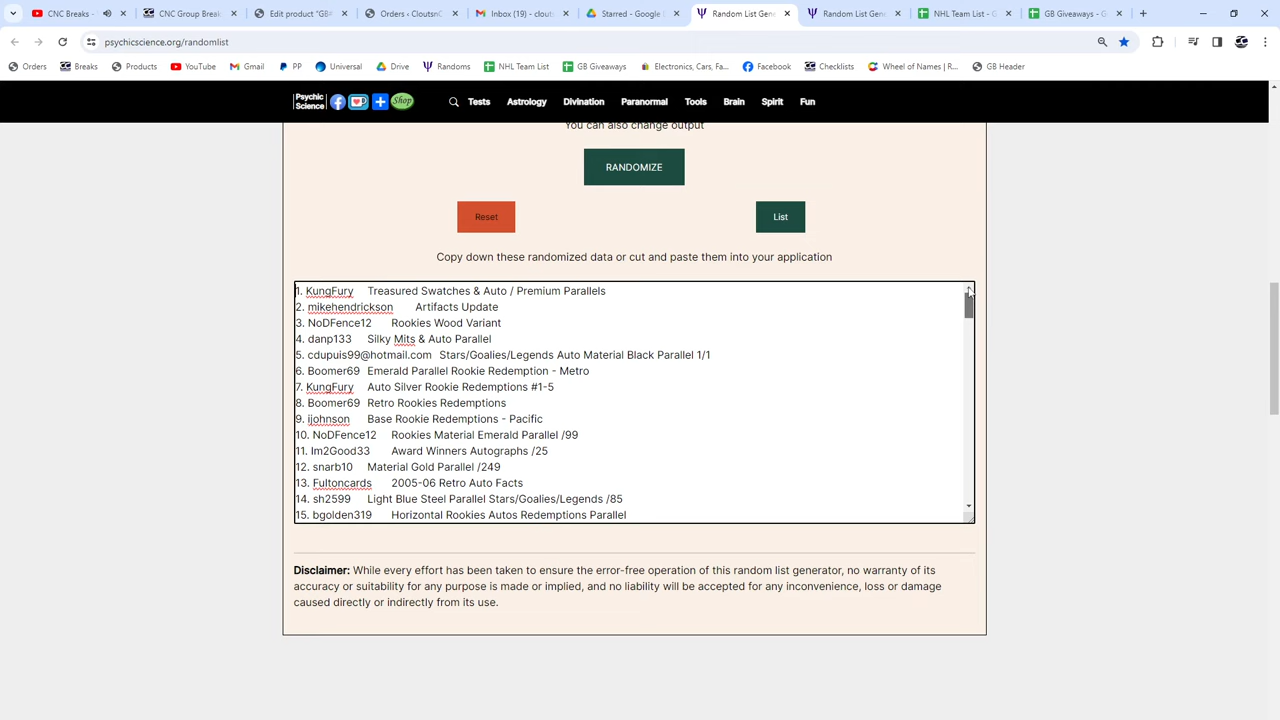 CNC Breaks -
CNC Group Break
Edit product "GB#
Orders ‹ CloutsnC
Inbox (19) - clouts
Starred - Google D
Random List Gene
Random List Gene
NHL Team List - G
GB Giveaways - G
psychicscience.org/randomlist
Orders
Breaks
Products
YouTube
Gmail
PP
Universal
Drive
Randoms
NHL Team List
GB Giveaways
Electronics, Cars, Fa...
Facebook
Checklists
Wheel of Names | R...
GB Header
Psychic Science
Shop
Tests
Astrology
Divination
Paranormal
Tools
Brain
Spirit
Fun
You can also change output
RANDOMIZE
Reset
List
Copy down these randomized data or cut and paste them into your application
1. KungFury Treasured Swatches & Auto / Premium Parallels
2. mikehendrickson Artifacts Update
3. NoDFence12 Rookies Wood Variant
4. danp133 Silky Mits & Auto Parallel
5. cdupuis99@hotmail.com Stars/Goalies/Legends Auto Material Black Parallel 1/1
6. Boomer69 Emerald Parallel Rookie Redemption - Metro
7. KungFury Auto Silver Rookie Redemptions #1-5
8. Boomer69 Retro Rookies Redemptions
9. ijohnson Base Rookie Redemptions - Pacific
10. NoDFence12 Rookies Material Emerald Parallel /99
11. Im2Good33 Award Winners Autographs /25
12. snarb10 Material Gold Parallel /249
13. Fultoncards 2005-06 Retro Auto Facts
14. sh2599 Light Blue Steel Parallel Stars/Goalies/Legends /85
15. bgolden319 Horizontal Rookies Autos Redemptions Parallel
Disclaimer: While every effort has been taken to ensure the error-free operation of this random list generator, no warranty of its
accuracy or suitability for any purpose is made or implied, and no liability will be accepted for any inconvenience, loss or damage
caused directly or indirectly from its use.